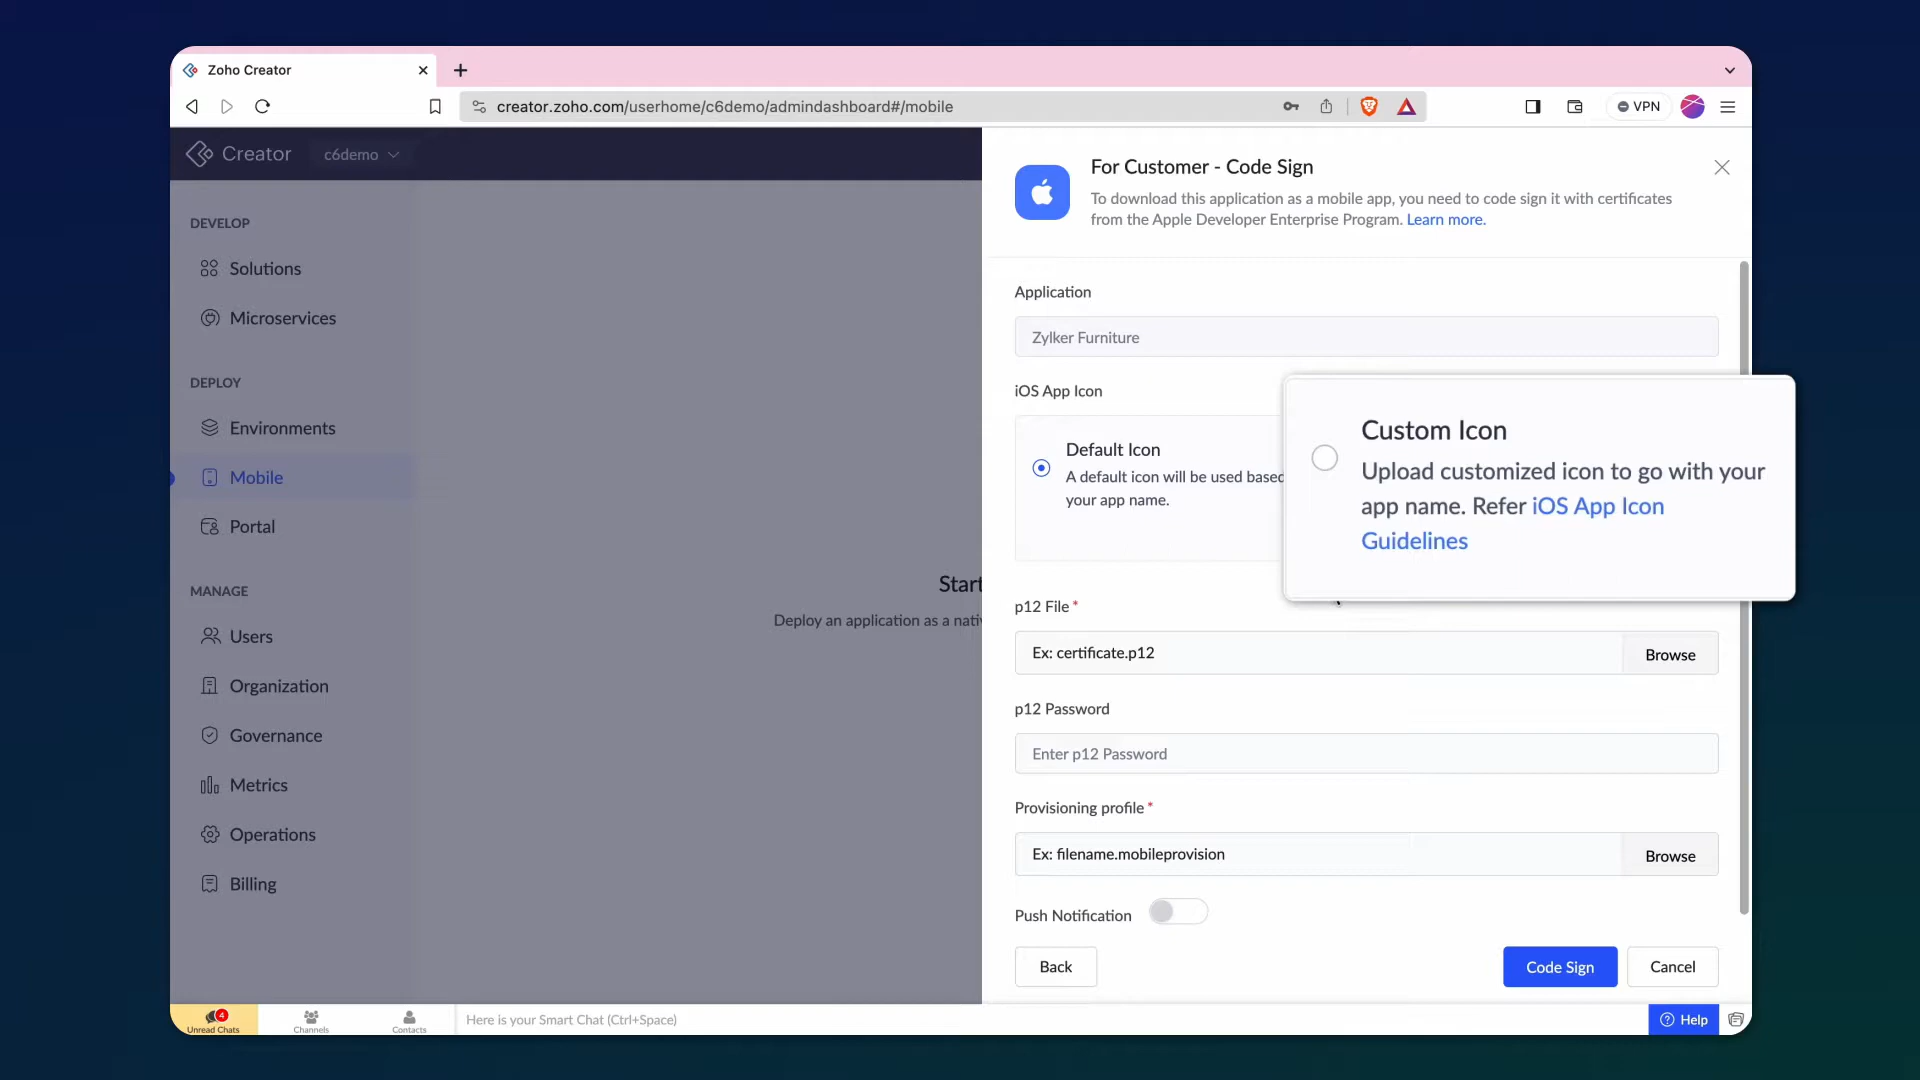 Zoho Creator
creator.zoho.com/userhome/c6demo/admindashboard#/mobile
VPN
Creator
c6demo
DEVELOP
Solutions
Microservices
DEPLOY
Environments
Mobile
Portal
MANAGE
Users
Organization
Governance
Metrics
Operations
Billing
Start
Deploy an application as a nati
For Customer - Code Sign
To download this application as a mobile app, you need to code sign it with certificates
from the Apple Developer Enterprise Program. Learn more.
Application
Zylker Furniture
iOS App Icon
Default Icon
A default icon will be used based
your app name.
Custom Icon
Upload customized icon to go with your
app name. Refer iOS App Icon
Guidelines
p12 File *
Ex: certificate.p12
Browse
p12 Password
Enter p12 Password
Provisioning profile *
Ex: filename.mobileprovision
Browse
Push Notification
Back
Code Sign
Cancel
4
Unread Chats
Channels
Contacts
Here is your Smart Chat (Ctrl+Space)
Help